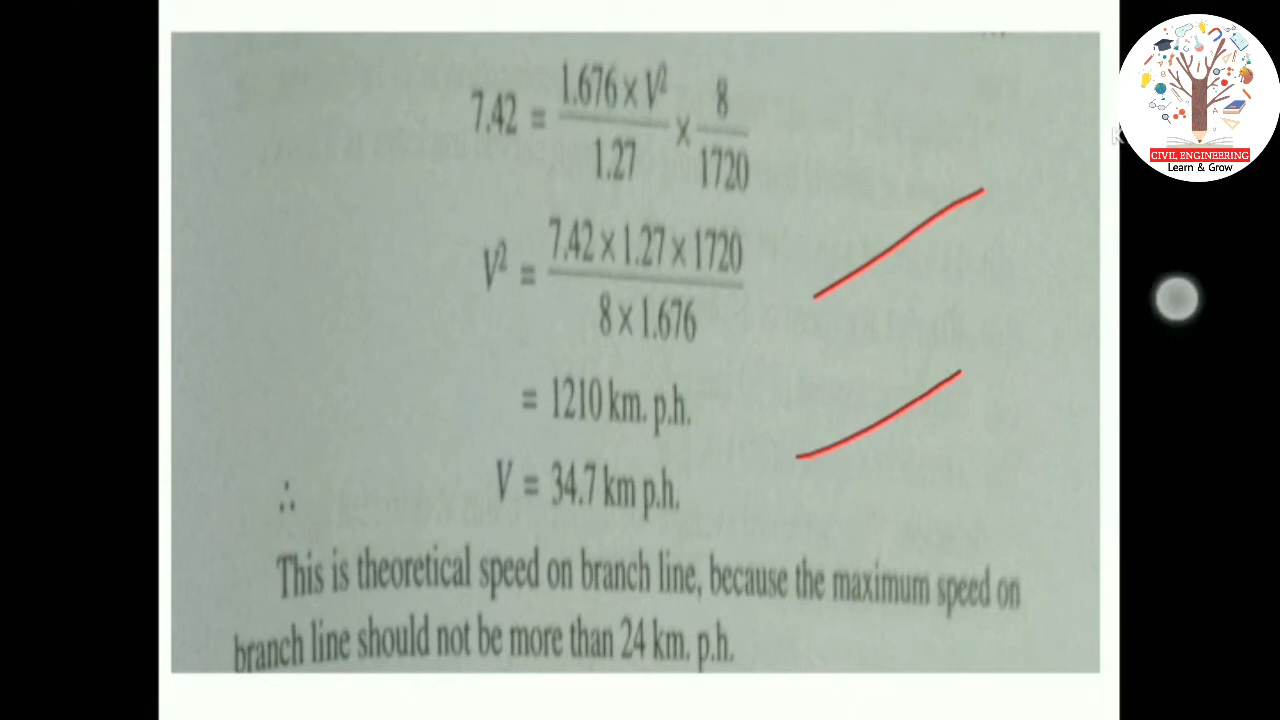 7.42 = 1.676 × V² / 1.27 × 8 / 1720
V² = 7.42 × 1.27 × 1720 / 8 × 1.676
= 1210 km. p.h.
∴ V = 34.7 km p.h.
This is theoretical speed on branch line, because the maximum speed on
branch line should not be more than 24 km. p.h.
CIVIL ENGINEERING
Learn & Grow